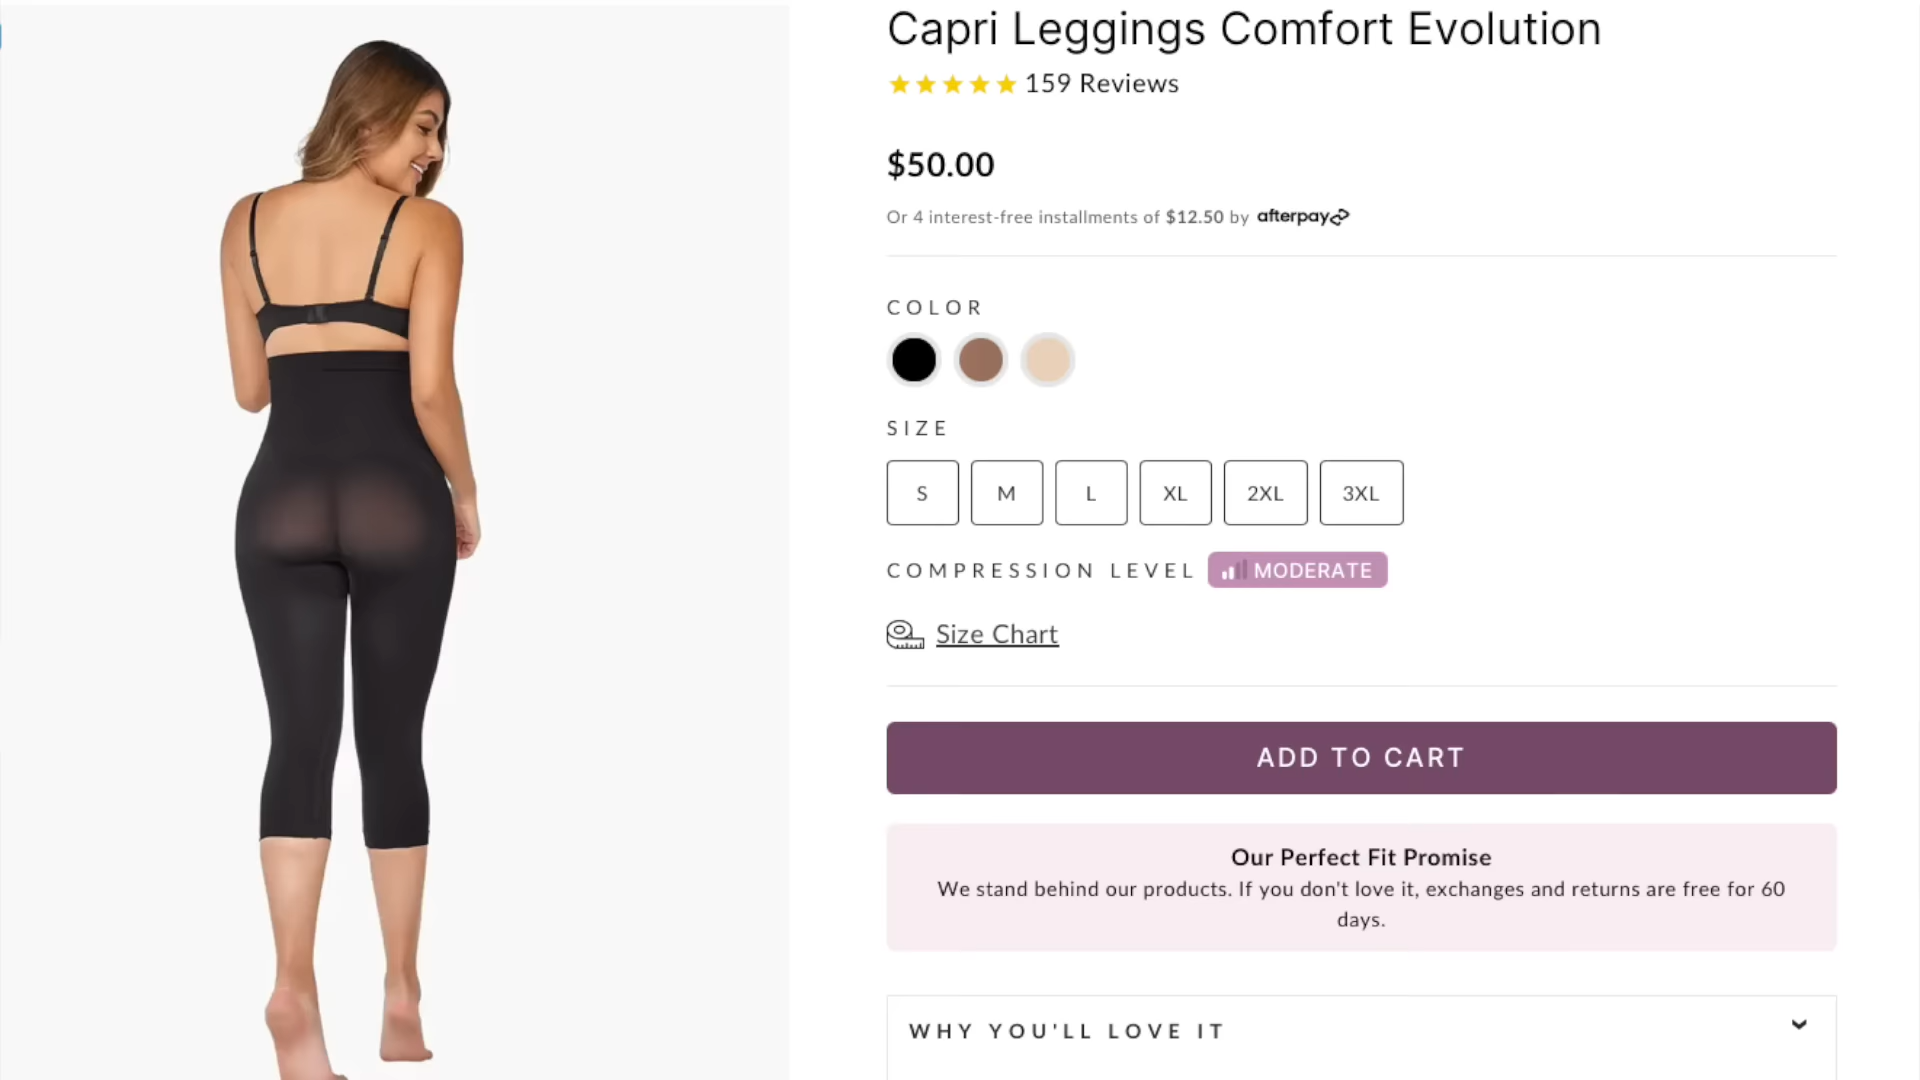 Capri Leggings Comfort Evolution
159 Reviews
$50.00
Or 4 interest-free installments of $12.50 by afterpay
COLOR
SIZE
S M L XL 2XL 3XL
COMPRESSION LEVEL MODERATE
Size Chart
ADD TO CART
Our Perfect Fit Promise
We stand behind our products. If you don't love it, exchanges and returns are free for 60
days.
WHY YOU'LL LOVE IT